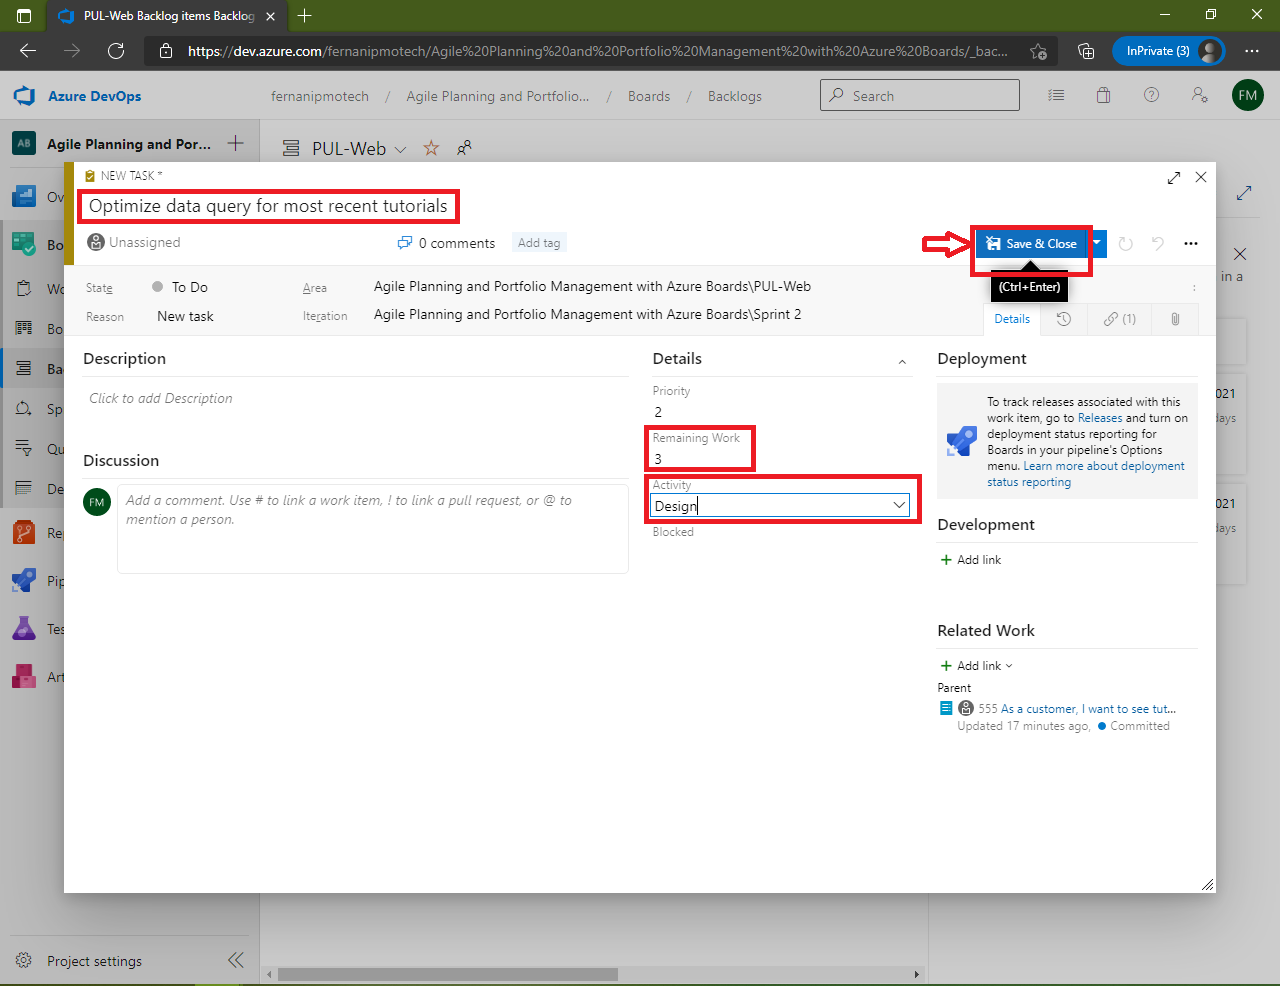 PUL-Web Backlog items Backlog
https://dev.azure.com/fernanipmotech/Agile%20Planning%20and%20Portfolio%20Management%20with%20Azure%20Boards/_bac...
InPrivate (3)
Azure DevOps
fernanipmotech / Agile Planning and Portfolio... / Boards / Backlogs
Search
FM
AB Agile Planning and Por...
PUL-Web
NEW TASK *
Optimize data query for most recent tutorials
Unassigned
0 comments
Add tag
Save & Close
(Ctrl+Enter)
State
To Do
Area
Agile Planning and Portfolio Management with Azure Boards\PUL-Web
Reason
New task
Iteration
Agile Planning and Portfolio Management with Azure Boards\Sprint 2
Details
(1)
Description
Click to add Description
Discussion
FM
Add a comment. Use # to link a work item, ! to link a pull request, or @ to
mention a person.
Details
Priority
2
Remaining Work
3
Activity
Design
Blocked
Deployment
To track releases associated with this
work item, go to Releases and turn on
deployment status reporting for
Boards in your pipeline's Options
menu. Learn more about deployment
status reporting
Development
Add link
Related Work
Add link
Parent
555 As a customer, I want to see tut...
Updated 17 minutes ago, Committed
Ov
Bo
Wo
Bo
Ba
Sp
Qu
De
Re
Pip
Tes
Art
in a
021
days
021
days
Project settings